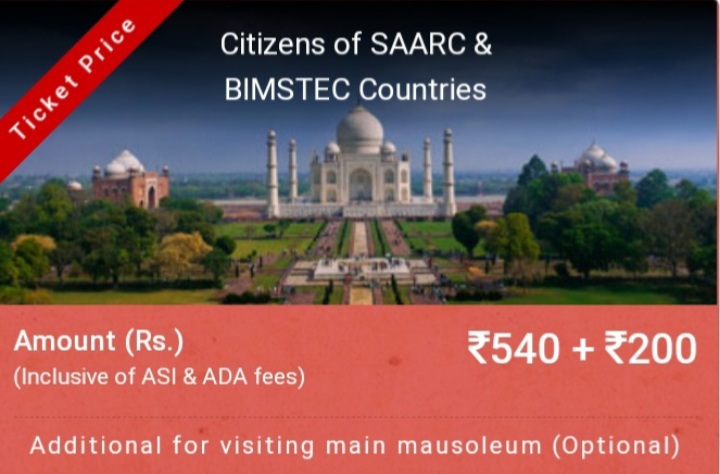 Ticket Price
Citizens of SAARC &
BIMSTEC Countries
Amount (Rs.)
₹540 + ₹200
(Inclusive of ASI & ADA fees)
Additional for visiting main mausoleum (Optional)